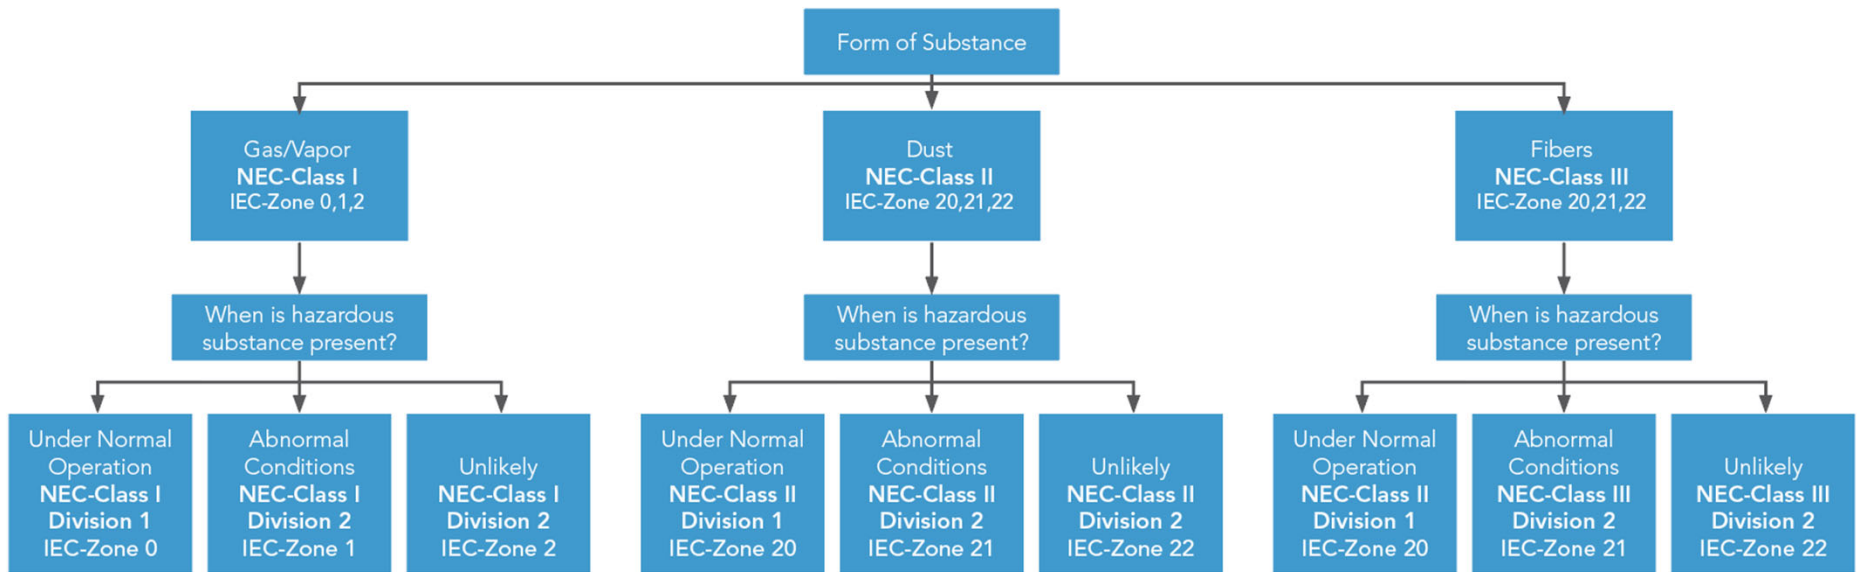 Form of Substance
Gas/Vapor
NEC-Class I
IEC-Zone 0,1,2
Dust
NEC-Class II
IEC-Zone 20,21,22
Fibers
NEC-Class III
IEC-Zone 20,21,22
When is hazardous
substance present?
When is hazardous
substance present?
When is hazardous
substance present?
Under Normal
Operation
NEC-Class I
Division 1
IEC-Zone 0
Abnormal
Conditions
NEC-Class I
Division 2
IEC-Zone 1
Unlikely
NEC-Class I
Division 2
IEC-Zone 2
Under Normal
Operation
NEC-Class II
Division 1
IEC-Zone 20
Abnormal
Conditions
NEC-Class II
Division 2
IEC-Zone 21
Unlikely
NEC-Class II
Division 2
IEC-Zone 22
Under Normal
Operation
NEC-Class II
Division 1
IEC-Zone 20
Abnormal
Conditions
NEC-Class III
Division 2
IEC-Zone 21
Unlikely
NEC-Class III
Division 2
IEC-Zone 22